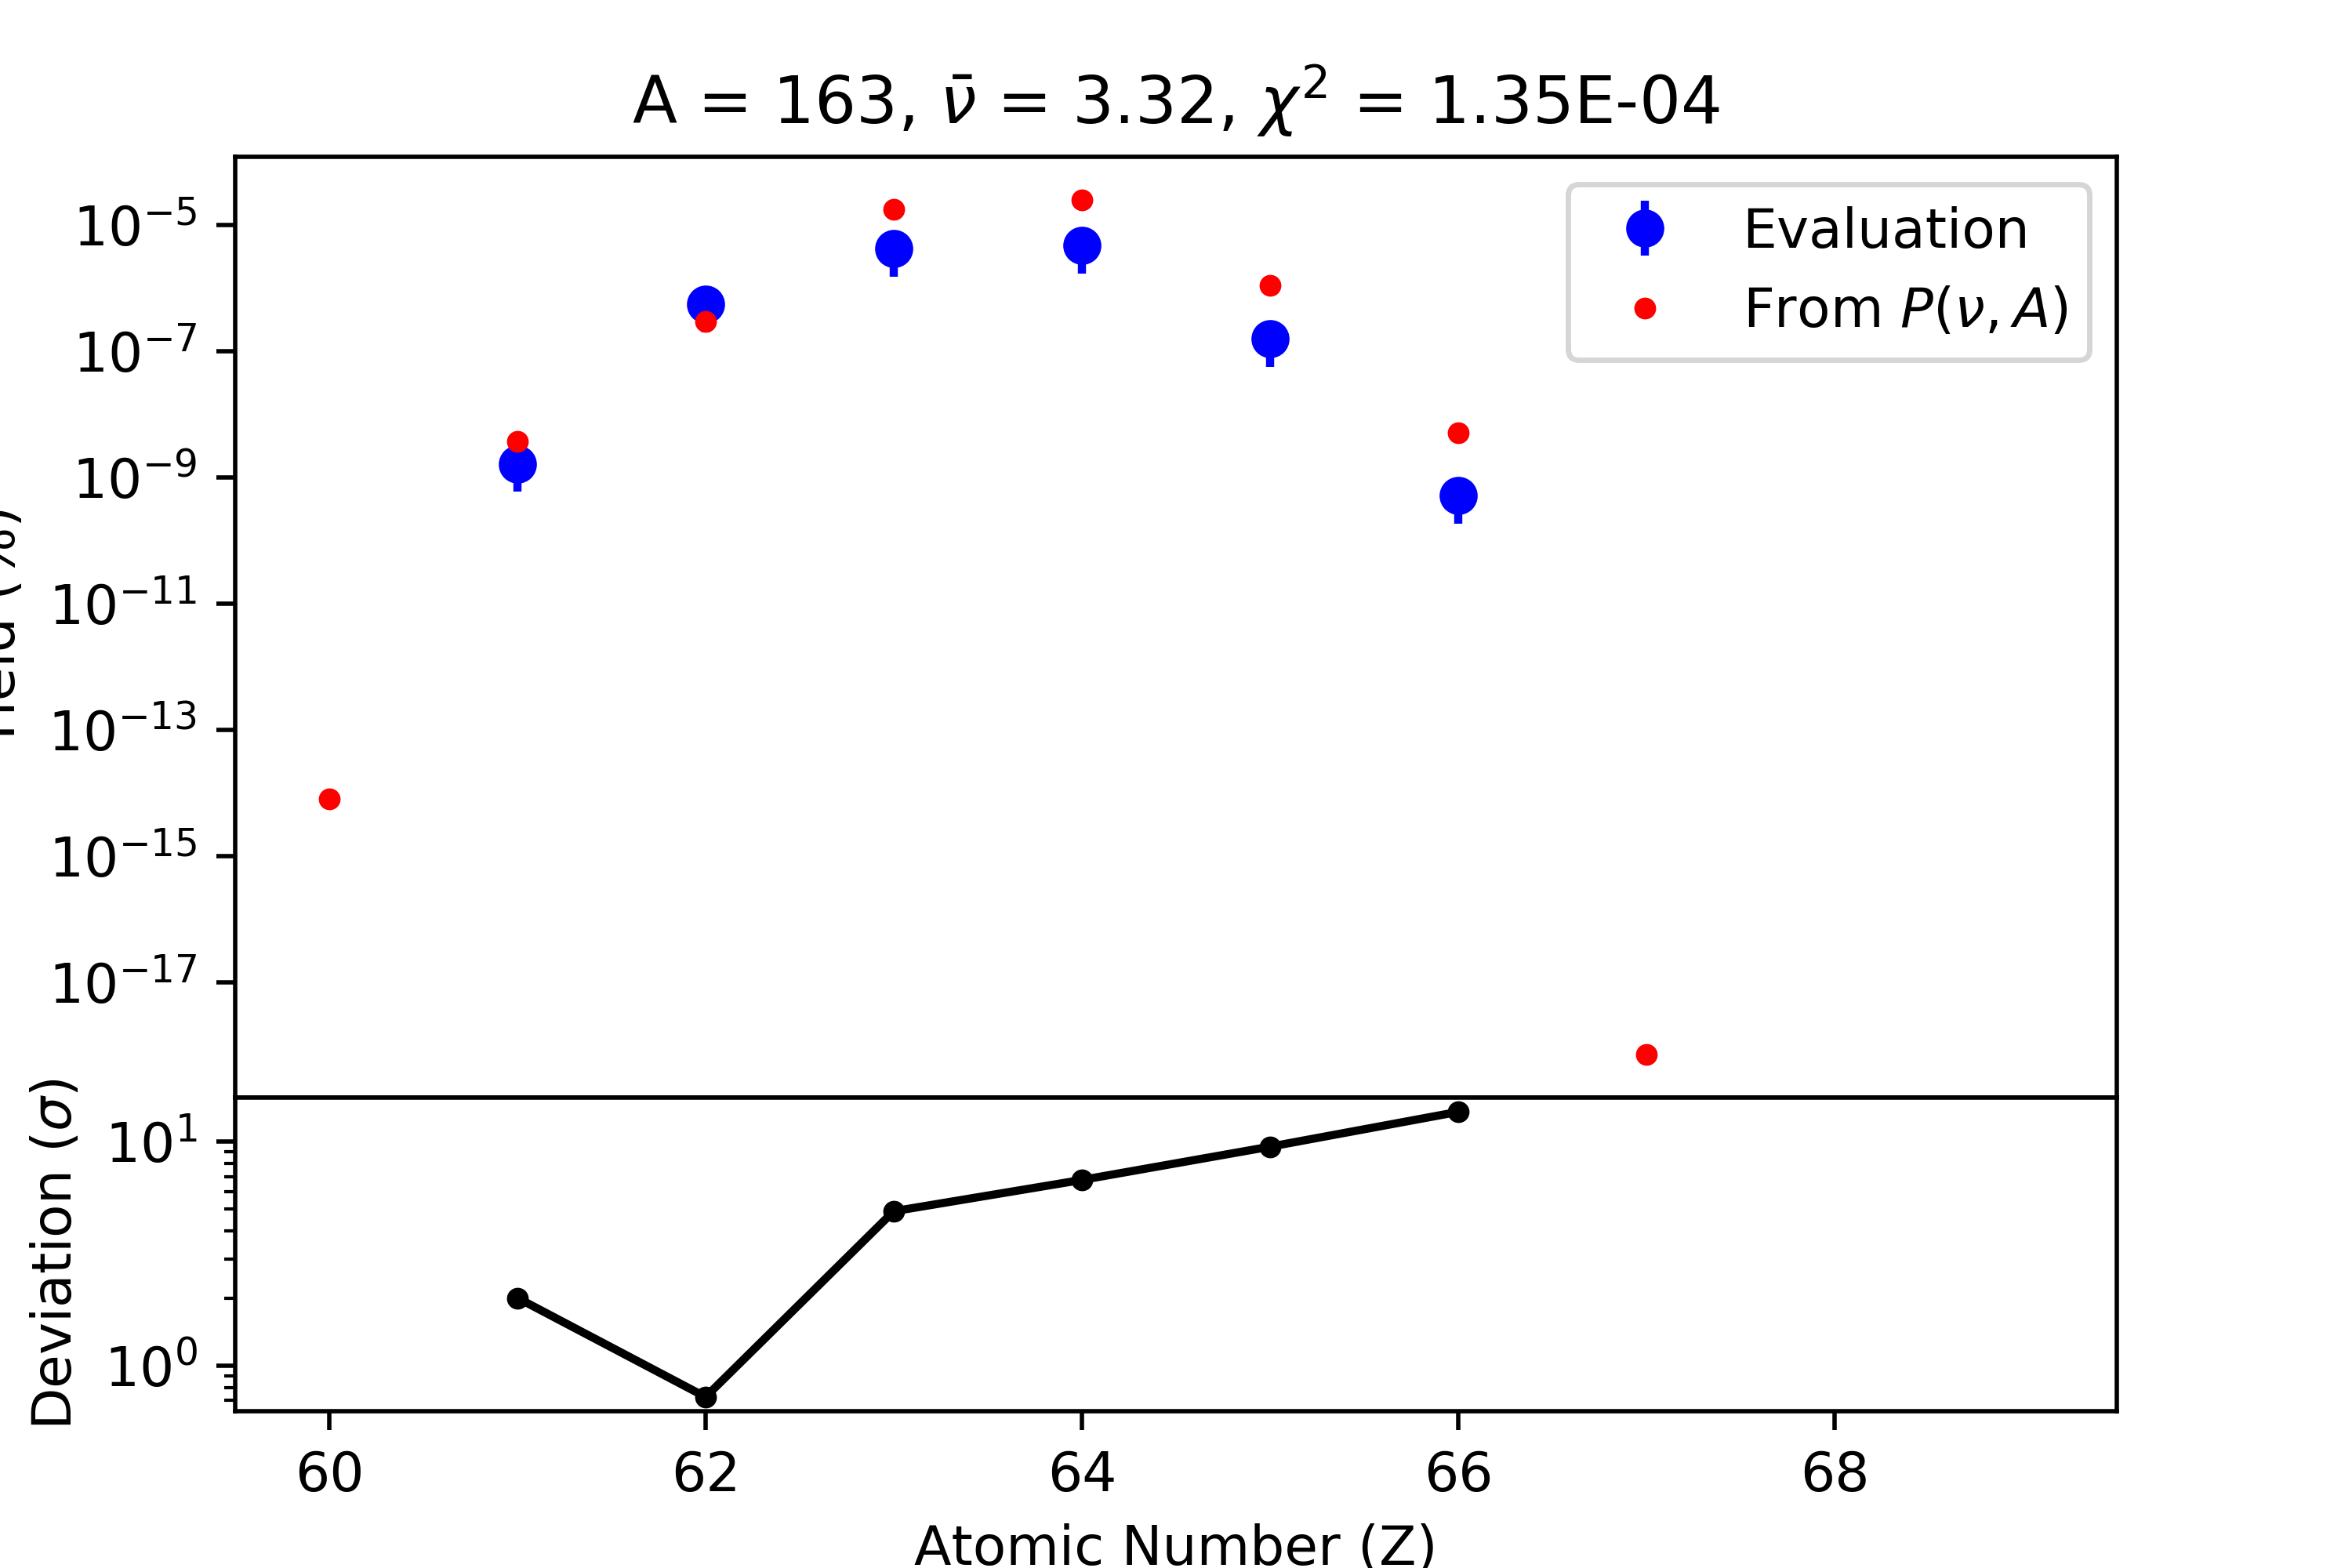 A = 163, ν̄ = 3.32, χ² = 1.35E-04
10⁻⁵
10⁻⁷
10⁻⁹
10⁻¹¹
10⁻¹³
10⁻¹⁵
10⁻¹⁷
(%)
Evaluation
From P(ν, A)
Deviation (σ)
10¹
10⁰
60 62 64 66 68
Atomic Number (Z)